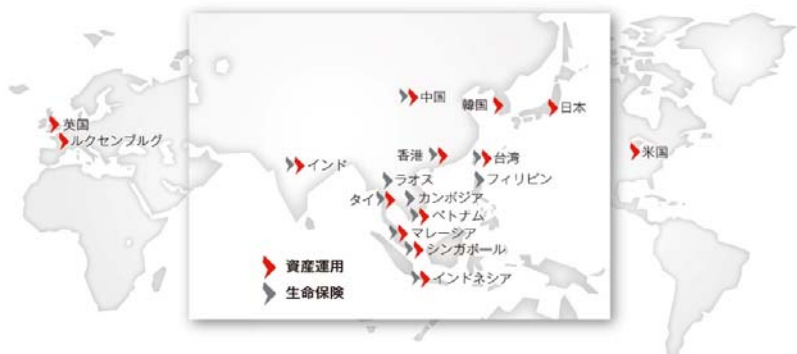 英国
ルクセンブルグ
中国
韓国
日本
香港
台湾
インド
ラオス
フィリピン
タイ
カンボジア
ベトナム
マレーシア
シンガポール
インドネシア
資産運用
生命保険
米国